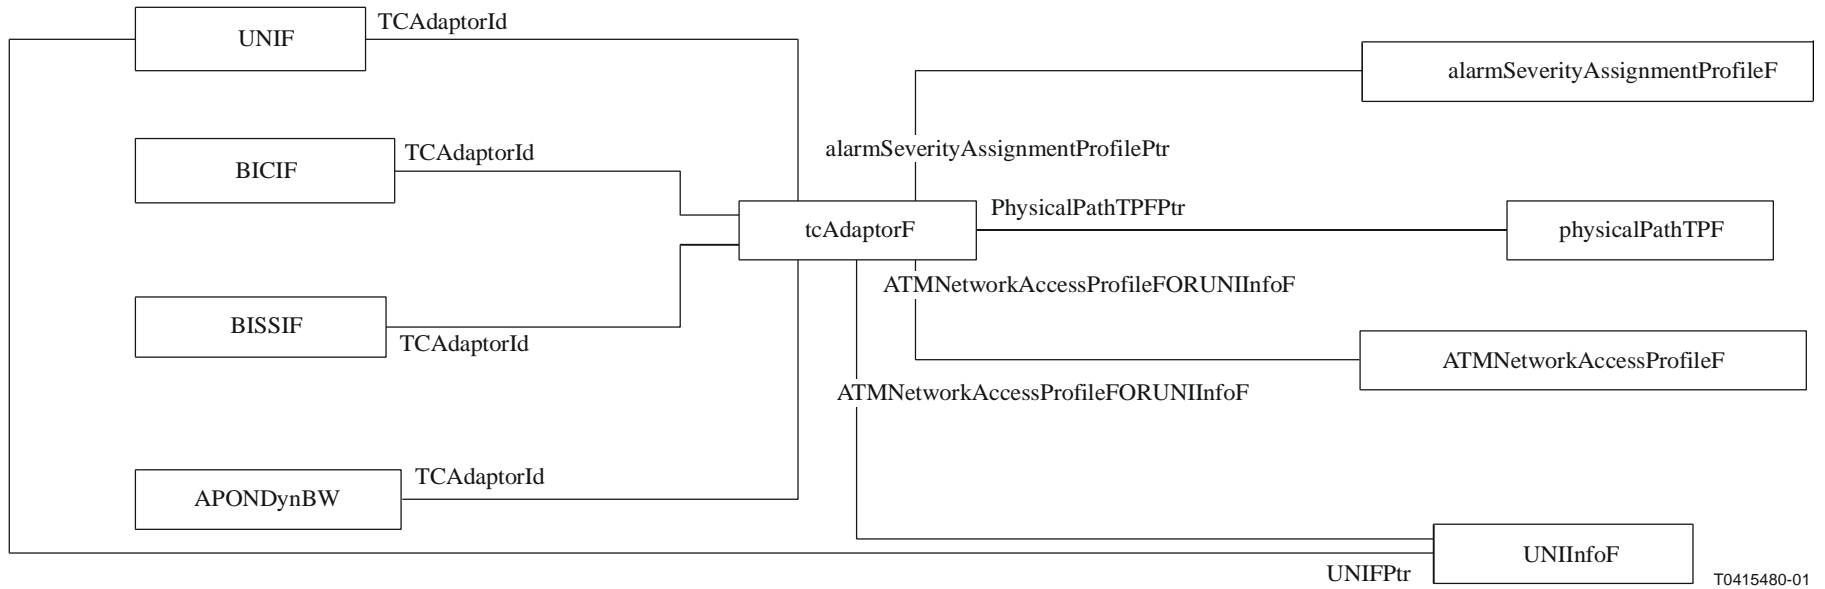 TCAdaptorId
UNIF
alarmSeverityAssignmentProfileF
BICIF
TCAdaptorId
alarmSeverityAssignmentProfilePtr
PhysicalPathTPFPtr
tcAdaptorF
physicalPathTPF
ATMNetworkAccessProfileFORUNIInfoF
BISSIF
TCAdaptorId
ATMNetworkAccessProfileF
ATMNetworkAccessProfileFORUNIInfoF
TCAdaptorId
APONDynBW
UNIInfoF
UNIFPtr
T0415480-01